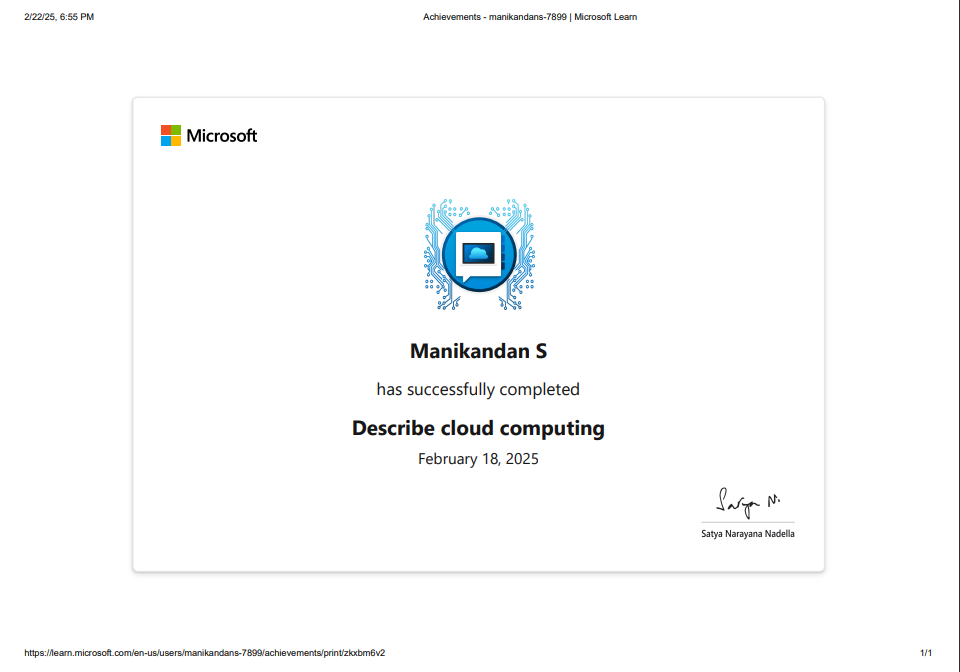 2/22/25, 6:55 PM
Achievements - manikandans-7899 | Microsoft Learn
Microsoft
Manikandan S
has successfully completed
Describe cloud computing
February 18, 2025
Satya N.
Satya Narayana Nadella
https://learn.microsoft.com/en-us/users/manikandans-7899/achievements/print/zkxbm6v2
1/1